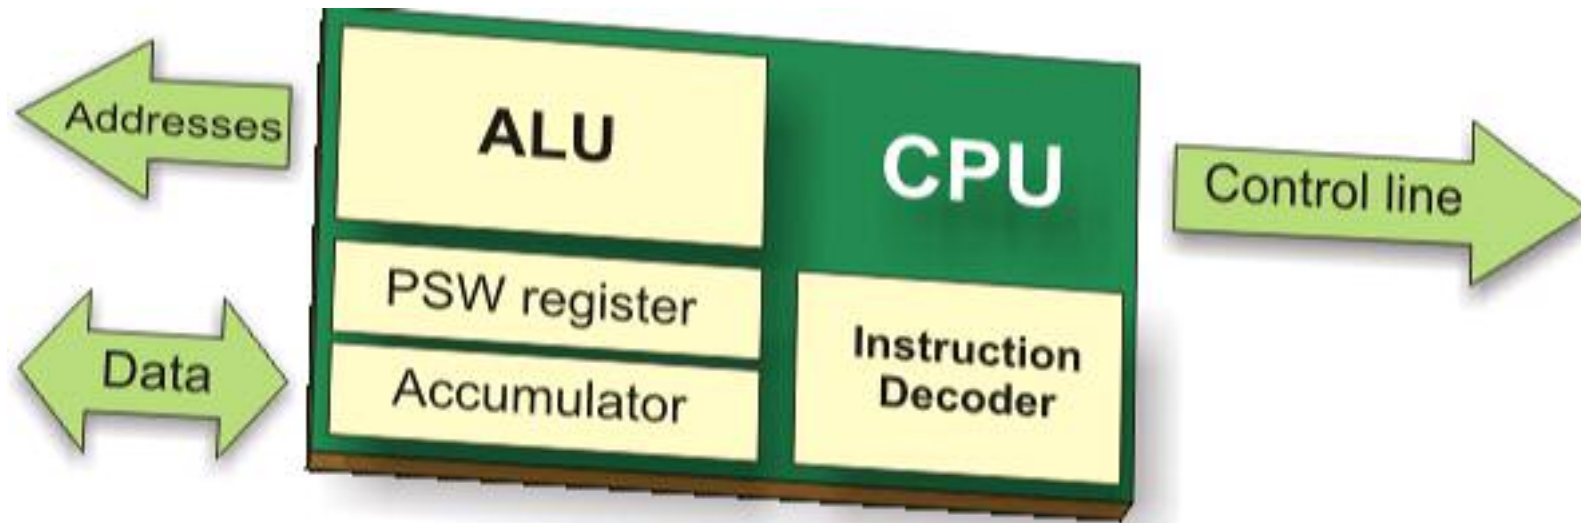 Addresses
ALU
CPU
Control line
PSW register
Data
Accumulator
Instruction
Decoder